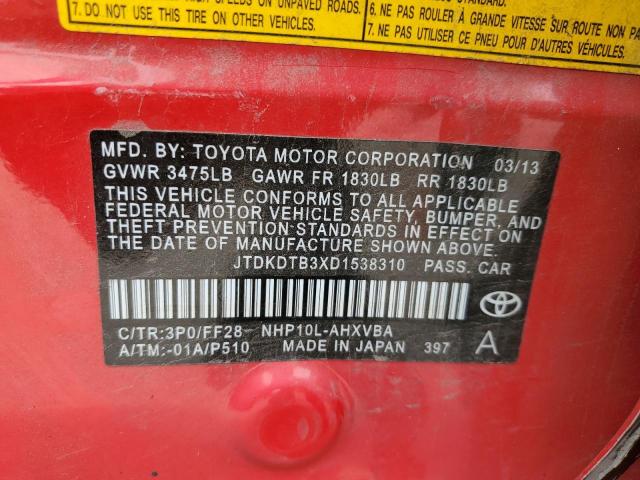 7. DO NOT USE THIS TIRE ON OTHER VEHICLES.
6. NE PAS ROULER À GRANDE VITESSE SUR
7. NE PAS UTILISER CE PNEU POUR D'AUTRES VÉHICULES.
MFD. BY: TOYOTA MOTOR CORPORATION 03/13
GVWR 3475LB GAWR FR 1830LB RR 1830LB
THIS VEHICLE CONFORMS TO ALL APPLICABLE
FEDERAL MOTOR VEHICLE SAFETY, BUMPER, AND
THEFT PREVENTION STANDARDS IN EFFECT ON
THE DATE OF MANUFACTURE SHOWN ABOVE.
JTDKDTB3XD1538310 PASS. CAR
C/TR:3P0/FF28 NHP10L-AHXVBA
A/TM:-01A/P510 MADE IN JAPAN 397 A